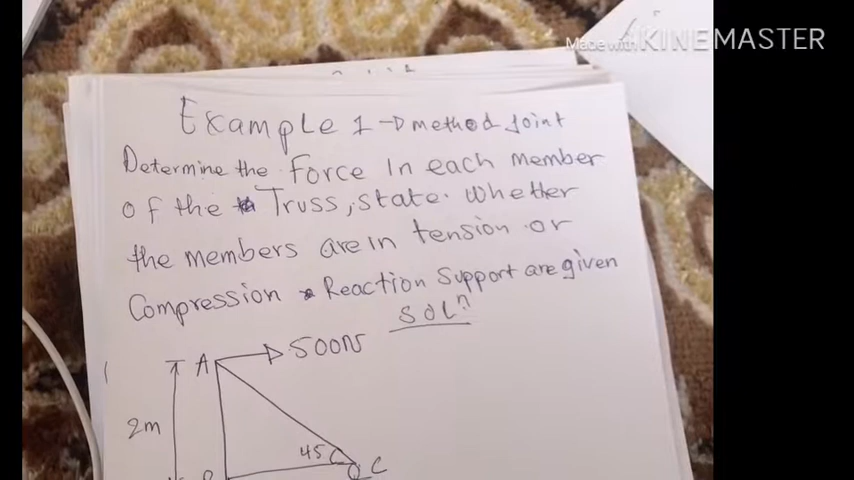 Made with KINEMASTER
Example 1 → method Joint
Determine the Force in each member
of the Truss, state. Whether
the members are in tension or
Compression Reaction Support are given
SOLn
A 500N
2m
45 C
B